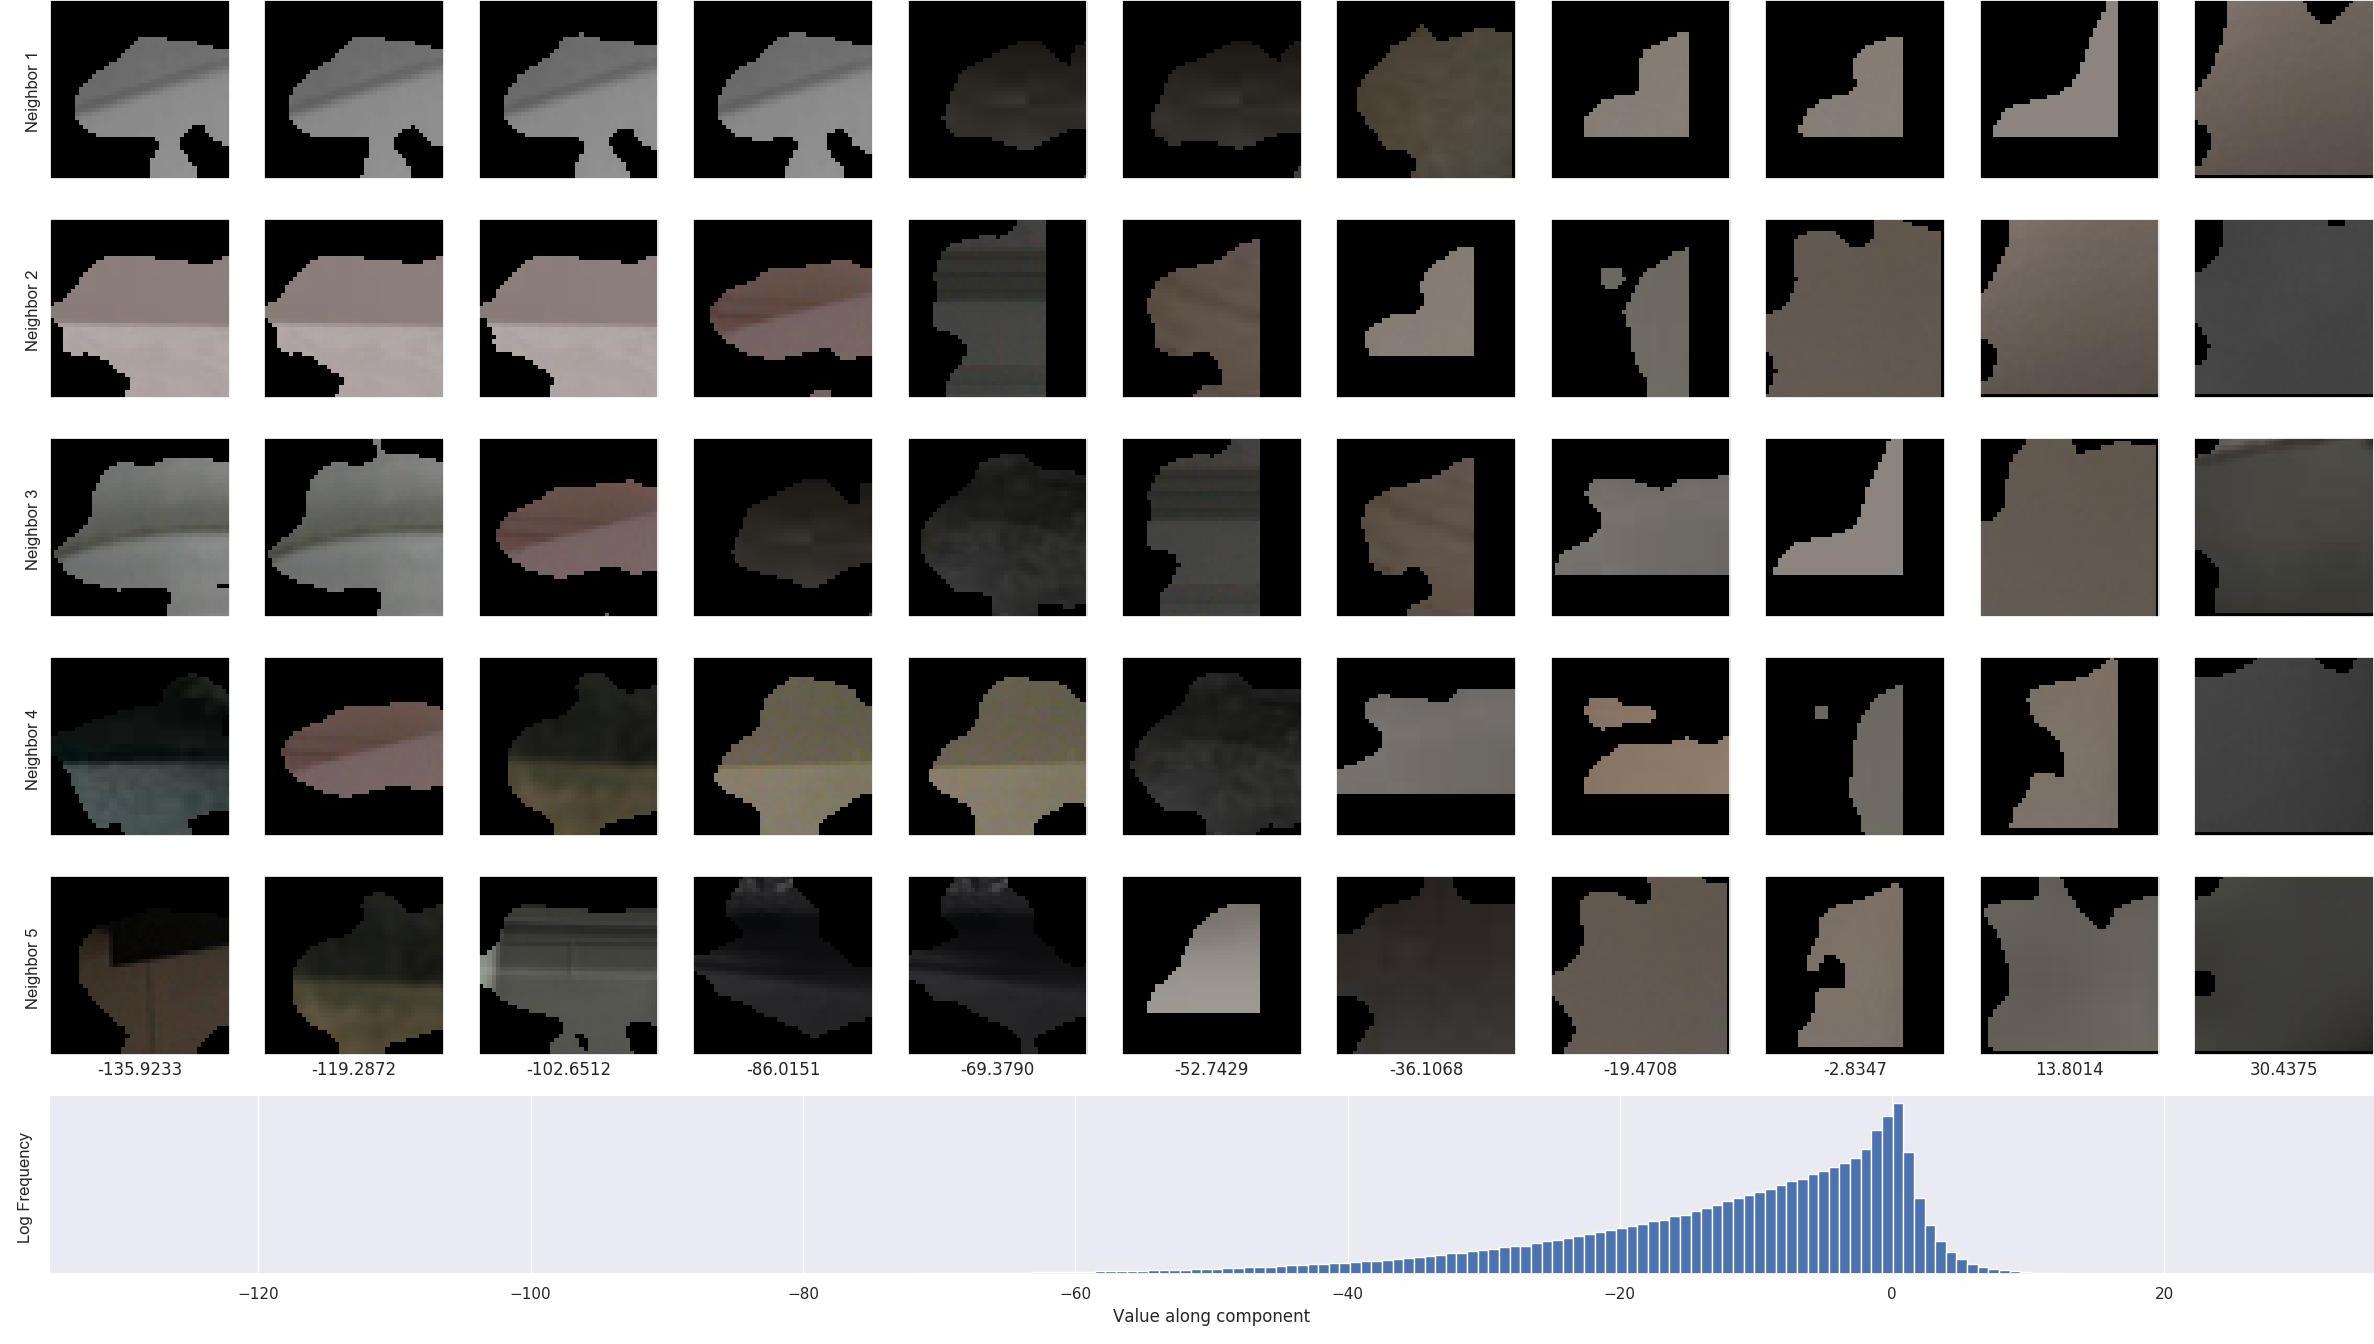 Neighbor 1
Neighbor 2
Neighbor 3
Neighbor 4
Neighbor 5
-135.9233 -119.2872 -102.6512 -86.0151 -69.3790 -52.7429 -36.1068 -19.4708 -2.8347 13.8014 30.4375
Log Frequency
−120 −100 −80 −60 −40 −20 0 20
Value along component